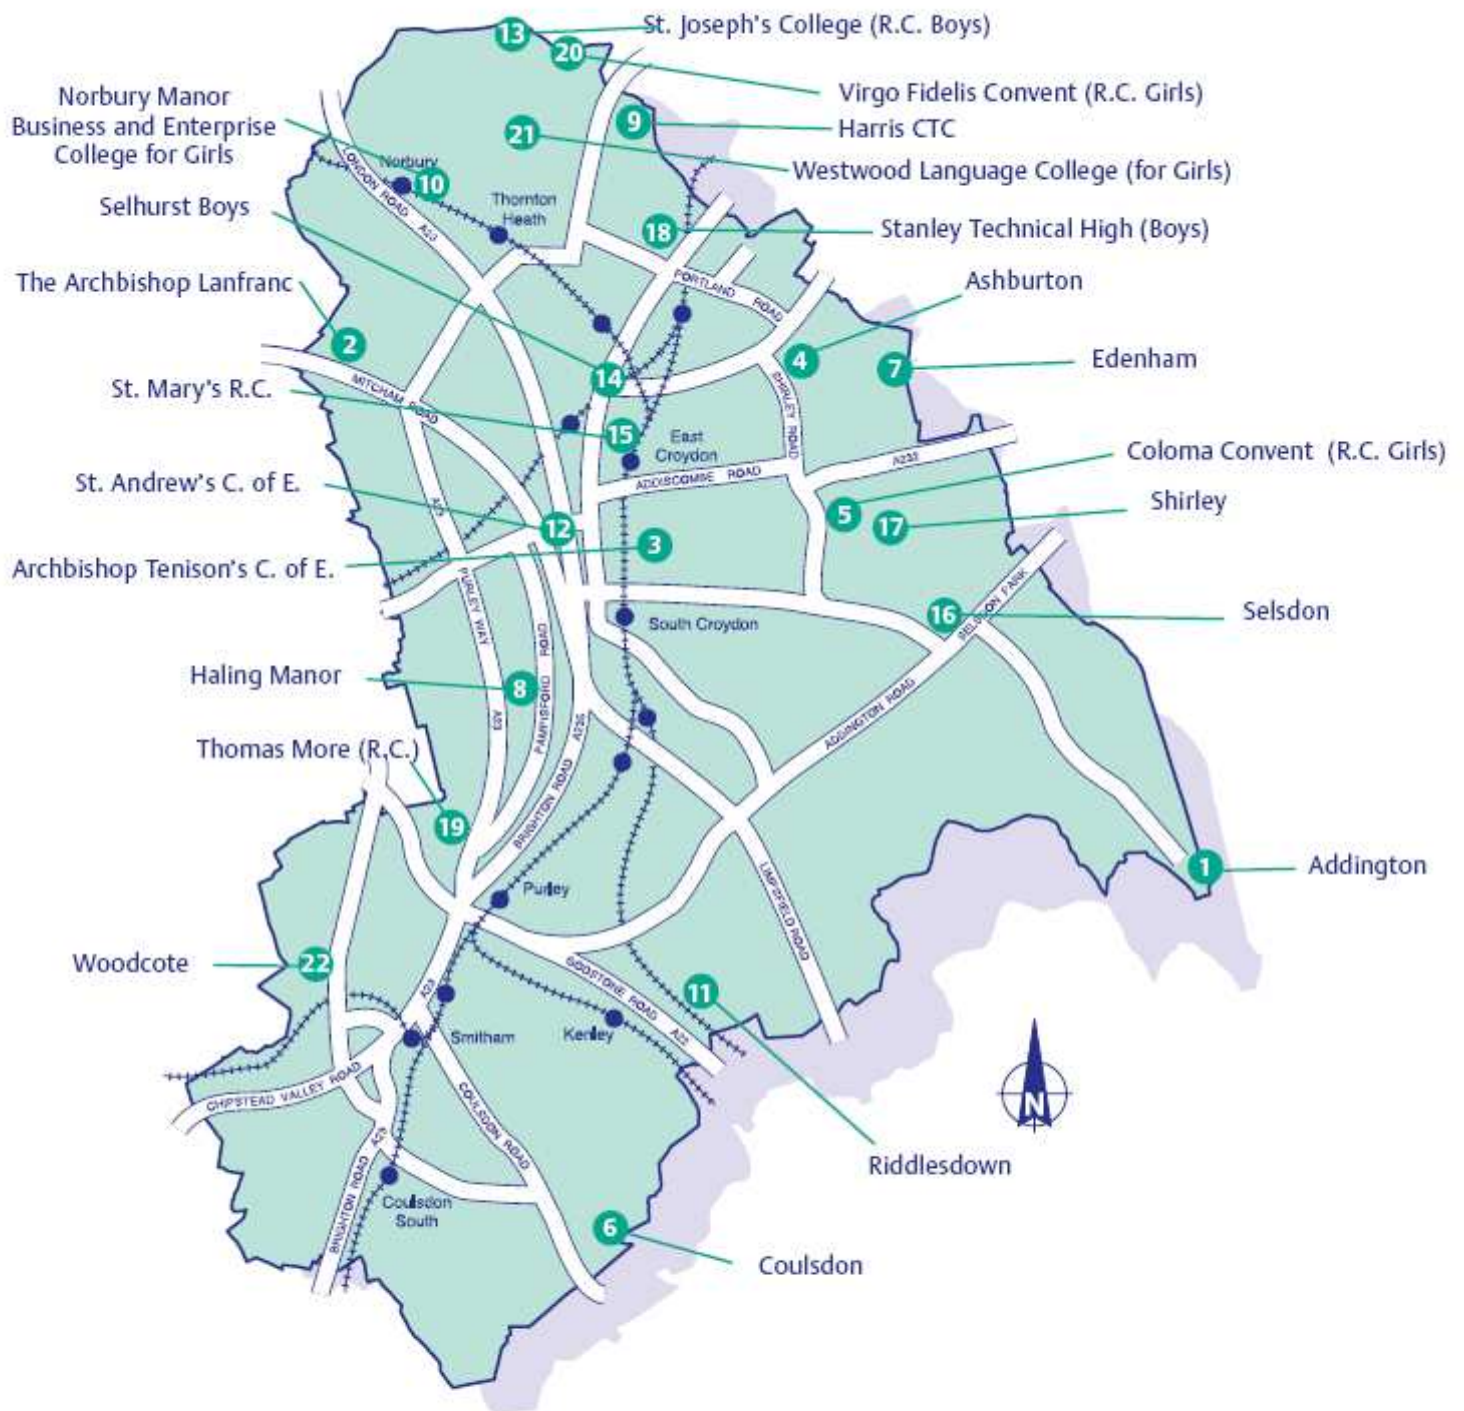 13
St. Joseph's College (R.C. Boys)
20
Virgo Fidelis Convent (R.C. Girls)
Norbury Manor
Business and Enterprise
College for Girls
9
Harris CTC
21
Westwood Language College (for Girls)
Norbury
10
LONDON ROAD - A23
Thornton
Heath
Selhurst Boys
18
Stanley Technical High (Boys)
The Archbishop Lanfranc
PORTLAND ROAD
Ashburton
2
4
7
Edenham
MITCHAM ROAD
14
SHIRLEY ROAD
St. Mary's R.C.
15
East
Croydon
A232
Coloma Convent (R.C. Girls)
ADDISCOMBE ROAD
St. Andrew's C. of E.
A23
5
17
Shirley
12
3
Archbishop Tenison's C. of E.
PURLEY WAY
16
SELSDON PARK
Selsdon
South Croydon
PAMPISFORD ROAD
Haling Manor
8
A23
A235
ADDINGTON ROAD
Thomas More (R.C.)
BRIGHTON ROAD
19
1
Addington
Purley
LIMPSFIELD ROAD
Woodcote
22
GODSTONE ROAD A22
A23
11
Smitham
Kenley
CHIPSTEAD VALLEY ROAD
COULSDON ROAD
N
BRIGHTON ROAD A23
Riddlesdown
Coulsdon
South
6
Coulsdon